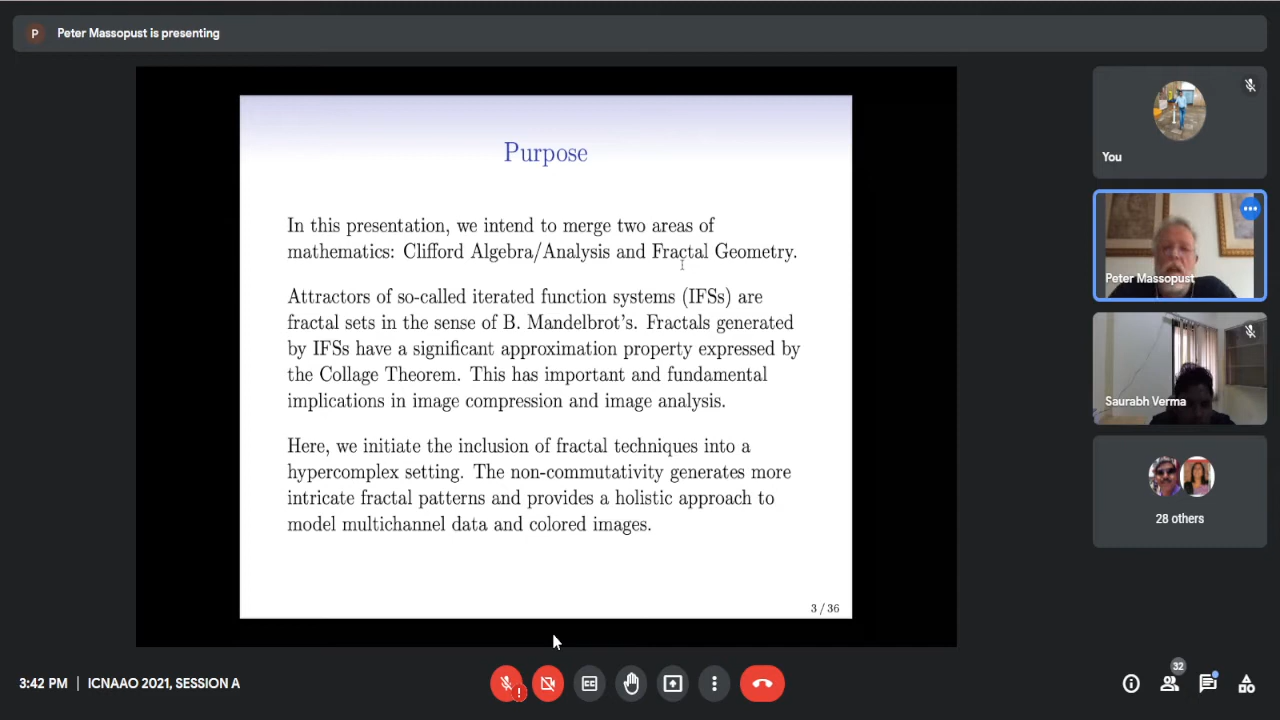 P Peter Massopust is presenting
Purpose
In this presentation, we intend to merge two areas of
mathematics: Clifford Algebra/Analysis and Fractal Geometry.
Attractors of so-called iterated function systems (IFSs) are
fractal sets in the sense of B. Mandelbrot's. Fractals generated
by IFSs have a significant approximation property expressed by
the Collage Theorem. This has important and fundamental
implications in image compression and image analysis.
Here, we initiate the inclusion of fractal techniques into a
hypercomplex setting. The non-commutativity generates more
intricate fractal patterns and provides a holistic approach to
model multichannel data and colored images.
3 / 36
You
Peter Massopust
Saurabh Verma
28 others
3:42 PM | ICNAAO 2021, SESSION A
CC
32